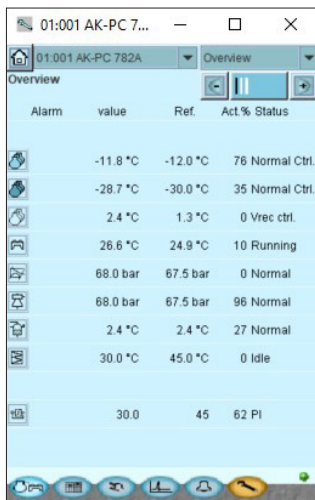 01:001 AK-PC 7...
01:001 AK-PC 782A Overview
Overview
Alarm value Ref. Act.% Status
-11.8 °C -12.0 °C 76 Normal Ctrl.
-28.7 °C -30.0 °C 35 Normal Ctrl.
2.4 °C 1.3 °C 0 Vrec ctrl.
26.6 °C 24.9 °C 10 Running
68.0 bar 67.5 bar 0 Normal
68.0 bar 67.5 bar 96 Normal
2.4 °C 2.4 °C 27 Normal
30.0 °C 45.0 °C 0 Idle
30.0 45 62 PI